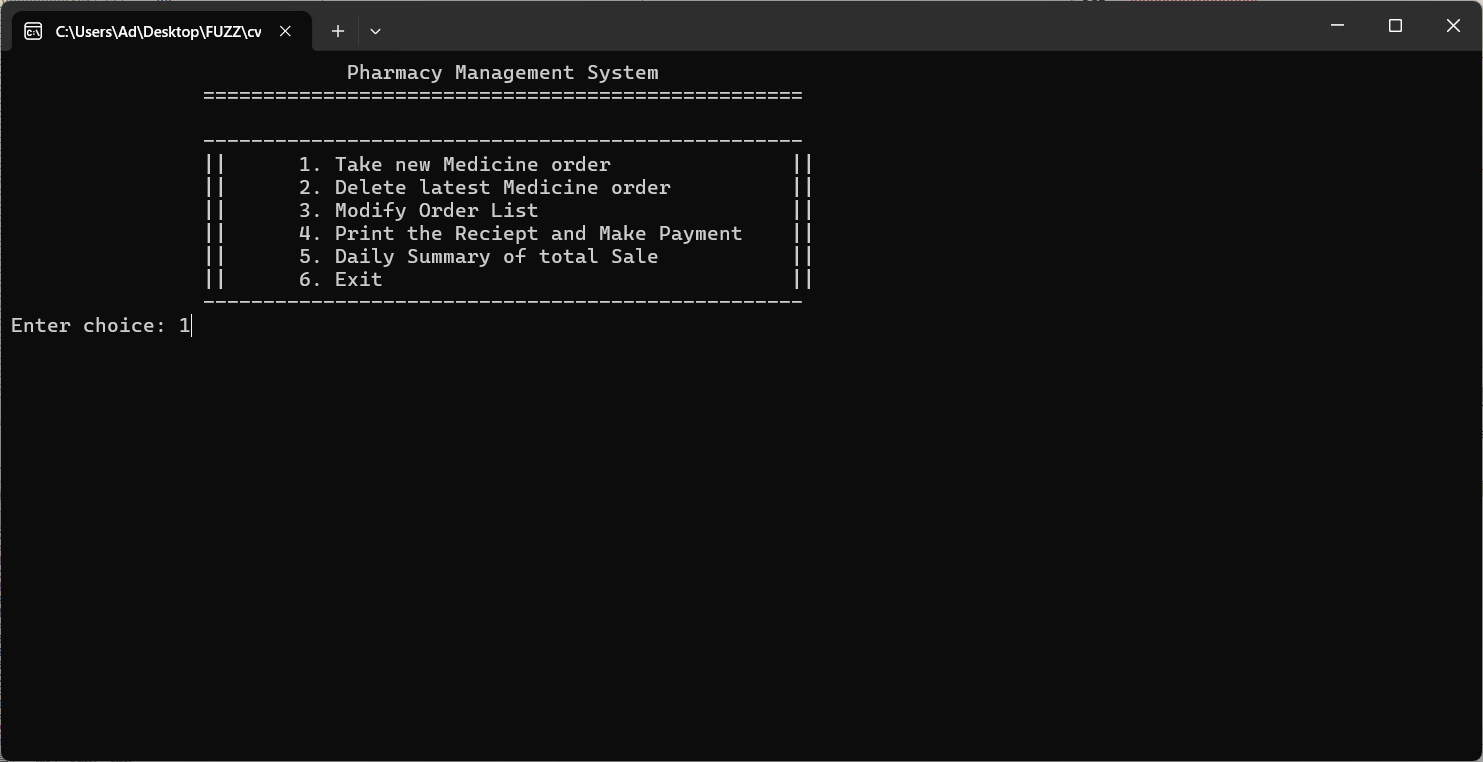 C:\Users\Ad\Desktop\FUZZ\cv
Pharmacy Management System
==================================================
--------------------------------------------------
|| 1. Take new Medicine order ||
|| 2. Delete latest Medicine order ||
|| 3. Modify Order List ||
|| 4. Print the Reciept and Make Payment ||
|| 5. Daily Summary of total Sale ||
|| 6. Exit ||
--------------------------------------------------
Enter choice: 1